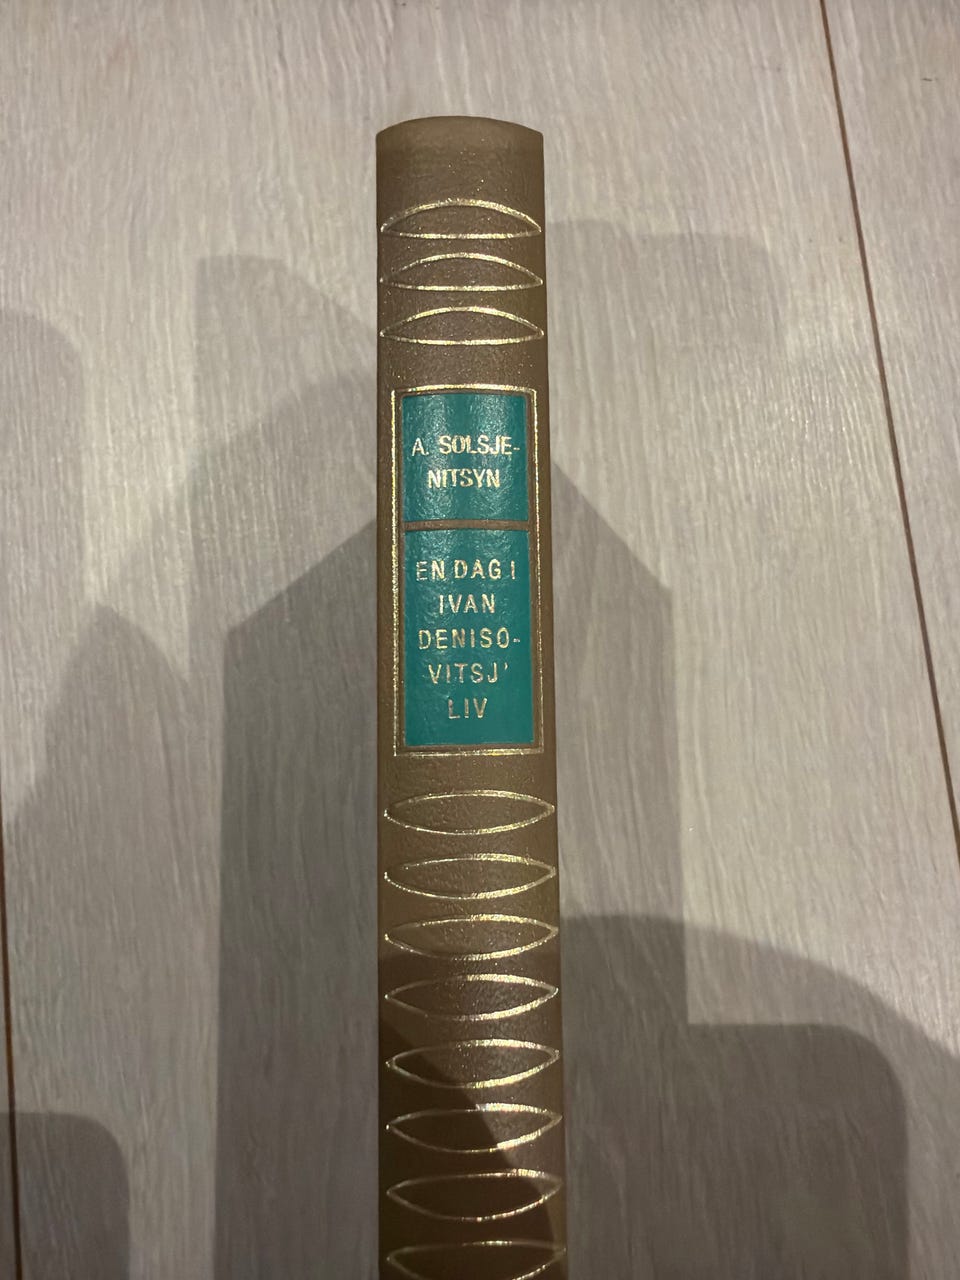 A. SOLSJE-
NITSYN
EN DAG I
IVAN
DENISO-
VITSJ'
LIV